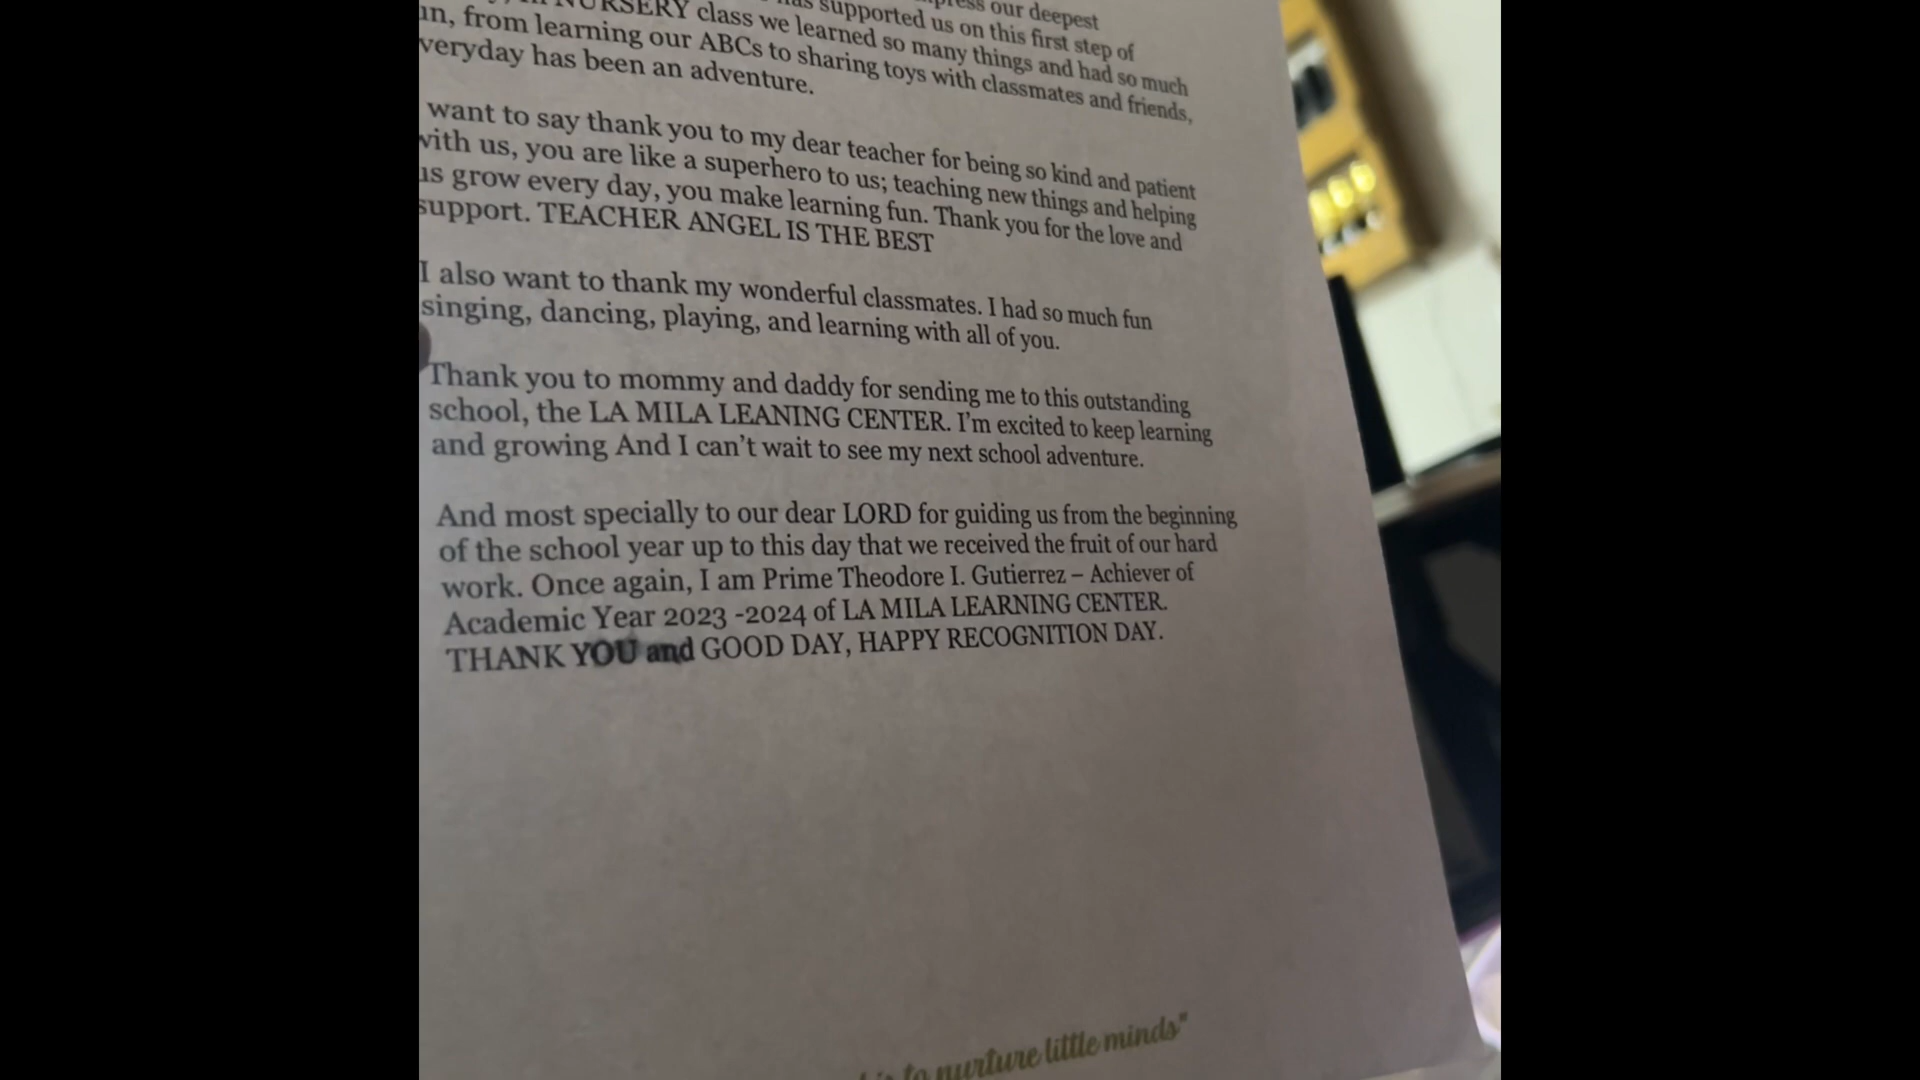 our deepest
supported us on this first step of
NURSERY class we learned so many things and had so much
from learning our ABCs to sharing toys with classmates and friends,
has been an adventure.
want to say thank you to my dear teacher for being so kind and patient
us, you are like a superhero to us; teaching new things and helping
grow every day, you make learning fun. Thank you for the love and
support. TEACHER ANGEL IS THE BEST
I also want to thank my wonderful classmates. I had so much fun
singing, dancing, playing, and learning with all of you.
Thank you to mommy and daddy for sending me to this outstanding
school, the LA MILA LEANING CENTER. I'm excited to keep learning
and growing And I can't wait to see my next school adventure.
And most specially to our dear LORD for guiding us from the beginning
of the school year up to this day that we received the fruit of our hard
work. Once again, I am Prime Theodore I. Gutierrez – Achiever of
Academic Year 2023 -2024 of LA MILA LEARNING CENTER.
THANK YOU and GOOD DAY, HAPPY RECOGNITION DAY.
to nurture little minds"